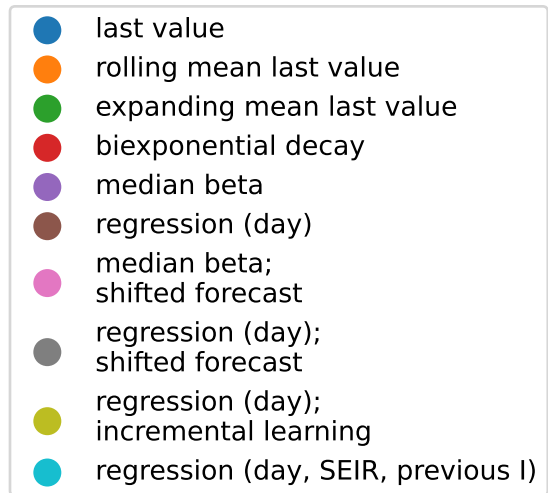 last value
rolling mean last value
expanding mean last value
biexponential decay
median beta
regression (day)
median beta;
shifted forecast
regression (day);
shifted forecast
regression (day);
incremental learning
regression (day, SEIR, previous I)